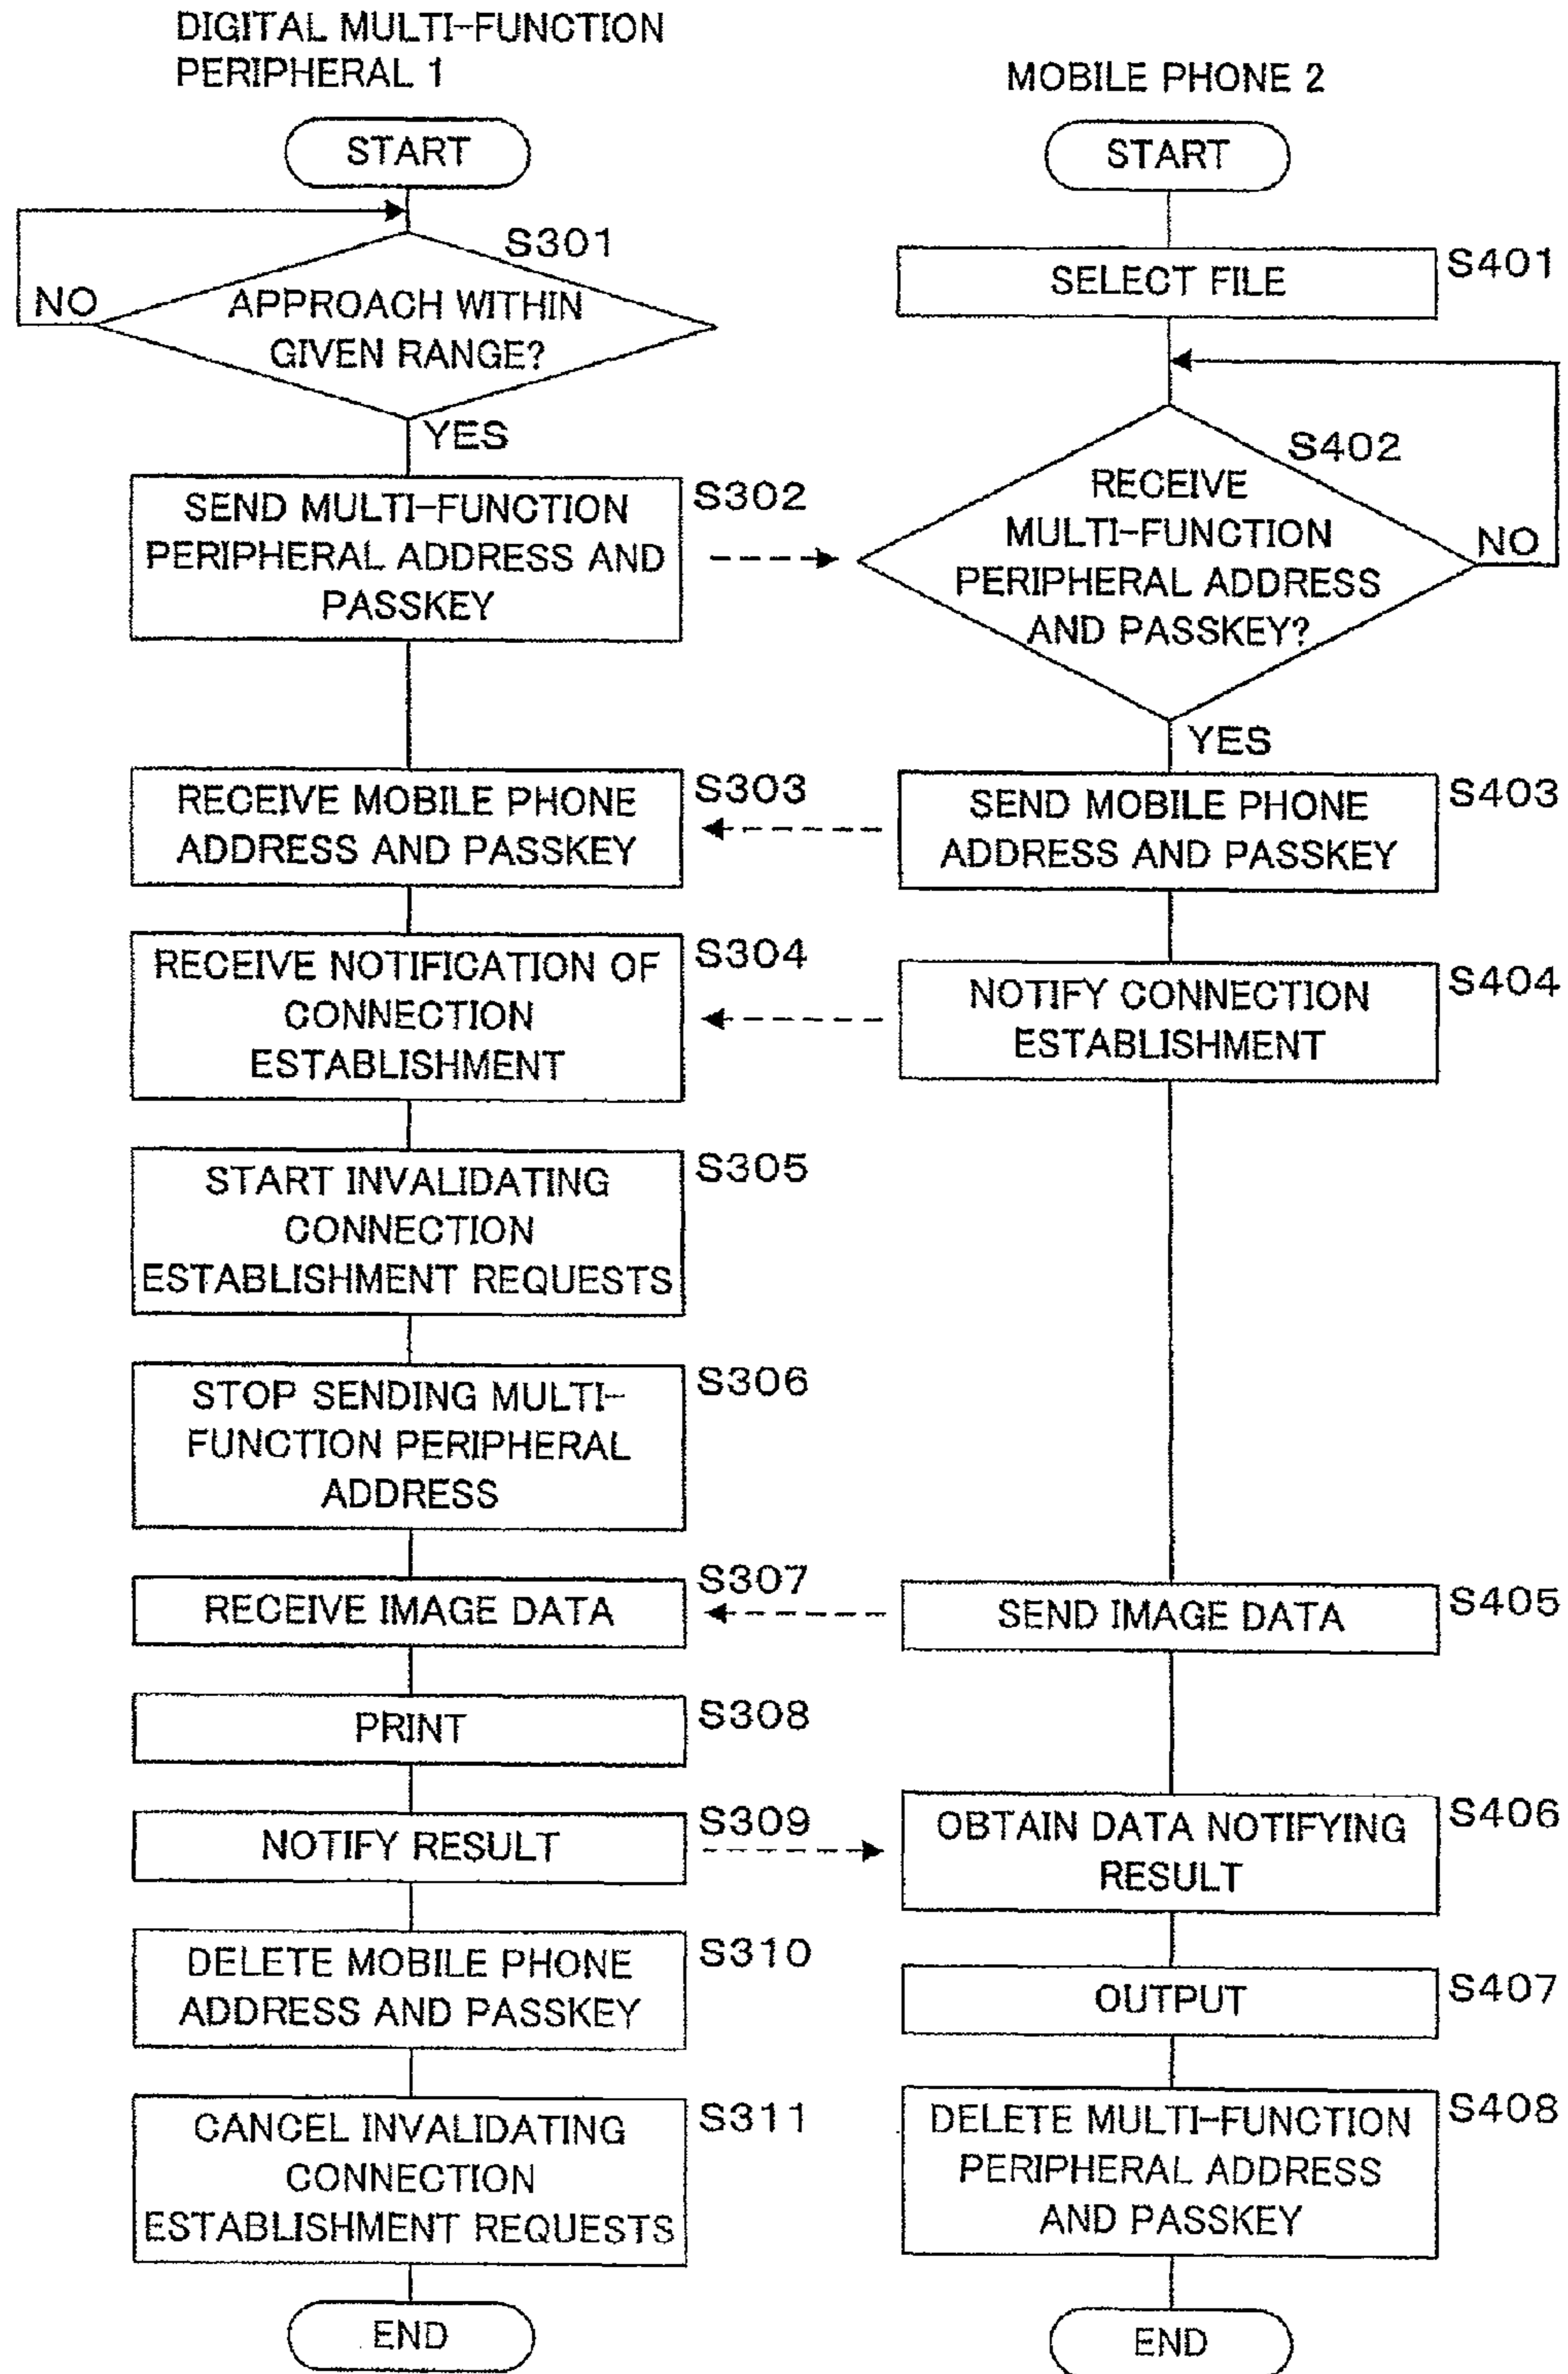 DIGITAL MULTI-FUNCTION
PERIPHERAL 1
START
S301
NO
APPROACH WITHIN
GIVEN RANGE?
YES
SEND MULTI-FUNCTION
PERIPHERAL ADDRESS AND
PASSKEY
S302
RECEIVE MOBILE PHONE
ADDRESS AND PASSKEY
S303
RECEIVE NOTIFICATION OF
CONNECTION
ESTABLISHMENT
S304
START INVALIDATING
CONNECTION
ESTABLISHMENT REQUESTS
S305
STOP SENDING MULTI-
FUNCTION PERIPHERAL
ADDRESS
S306
RECEIVE IMAGE DATA
S307
PRINT
S308
NOTIFY RESULT
S309
DELETE MOBILE PHONE
ADDRESS AND PASSKEY
S310
CANCEL INVALIDATING
CONNECTION
ESTABLISHMENT REQUESTS
S311
END
MOBILE PHONE 2
START
SELECT FILE
S401
S402
RECEIVE
MULTI-FUNCTION
PERIPHERAL ADDRESS
AND PASSKEY?
NO
YES
SEND MOBILE PHONE
ADDRESS AND PASSKEY
S403
NOTIFY CONNECTION
ESTABLISHMENT
S404
SEND IMAGE DATA
S405
OBTAIN DATA NOTIFYING
RESULT
S406
OUTPUT
S407
DELETE MULTI-FUNCTION
PERIPHERAL ADDRESS
AND PASSKEY
S408
END